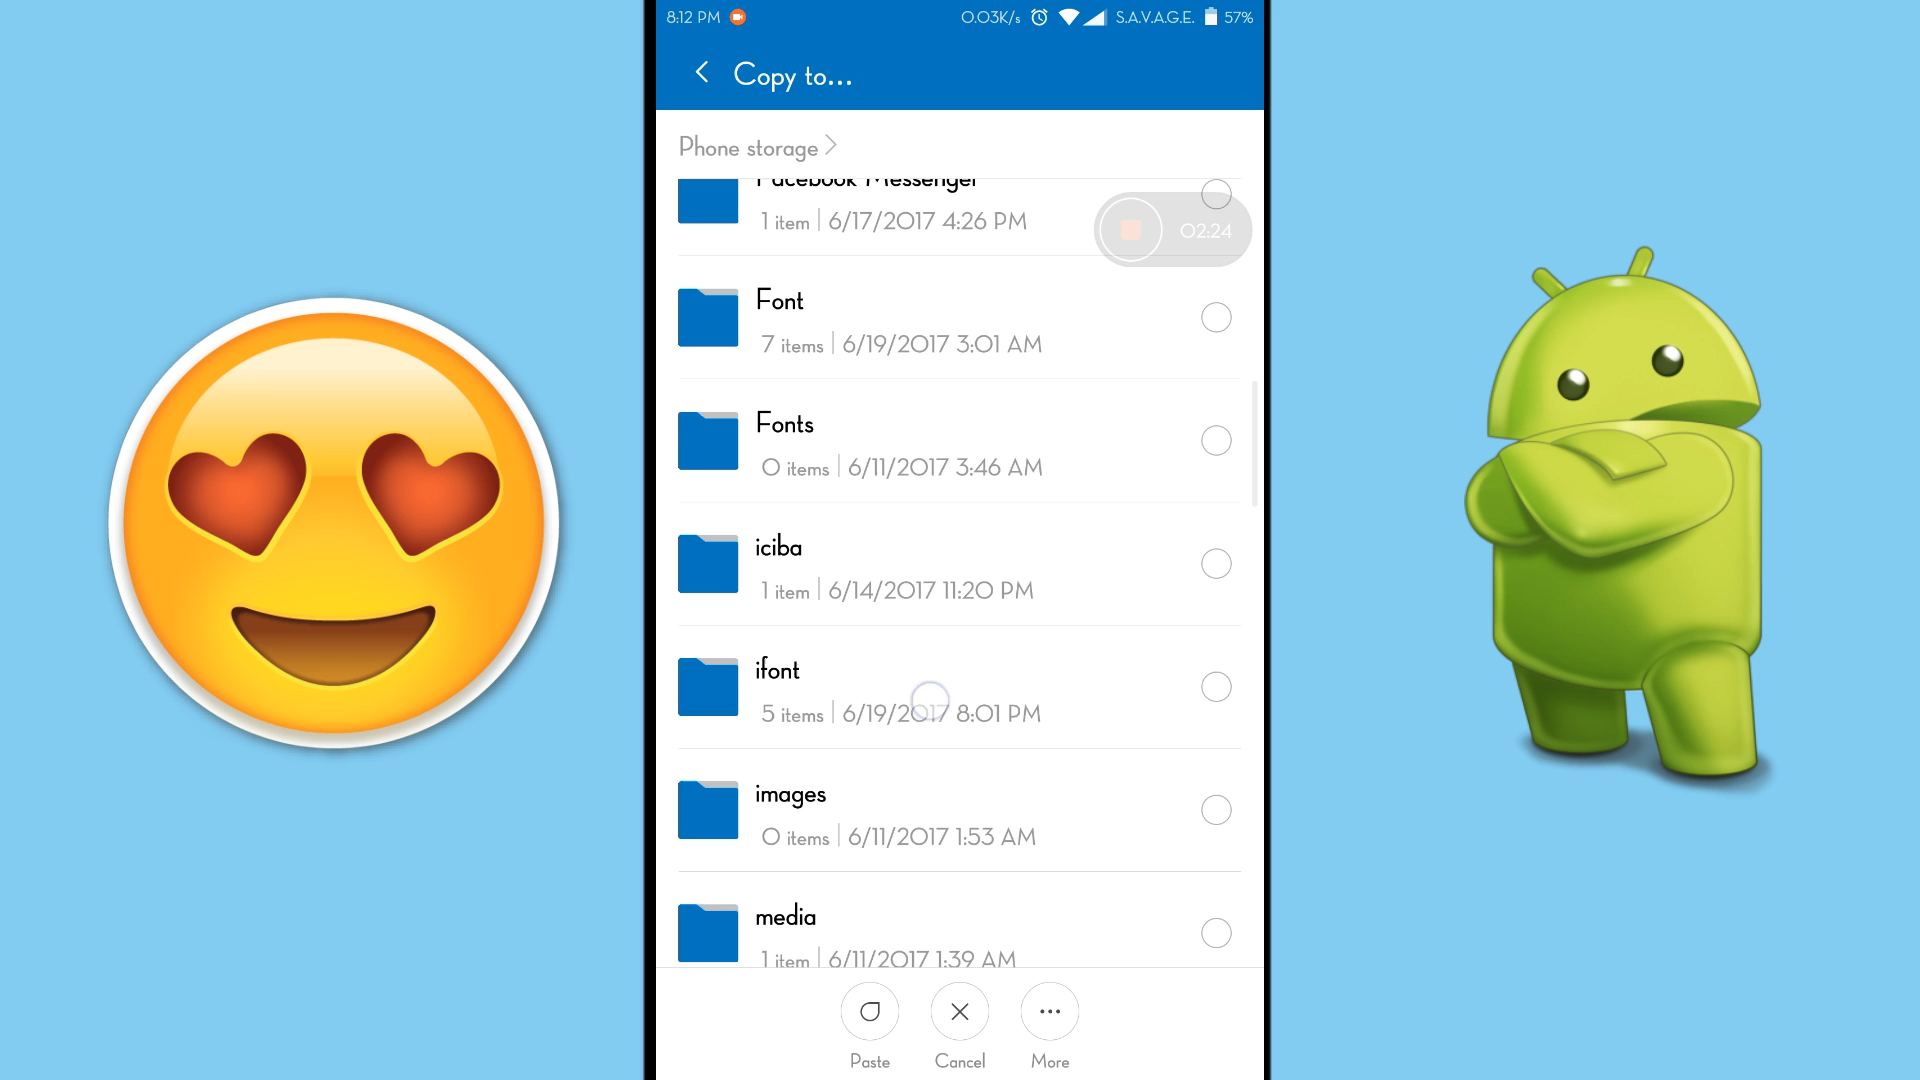 8:12 PM 0.03K/s S.A.V.A.G.E. 57%
Copy to...
Phone storage
Facebook Messenger
1 item | 6/17/2017 4:26 PM
02:24
Font
7 items | 6/19/2017 3:01 AM
Fonts
0 items | 6/11/2017 3:46 AM
iciba
1 item | 6/14/2017 11:20 PM
ifont
5 items | 6/19/2017 8:01 PM
images
0 items | 6/11/2017 1:53 AM
media
1 item | 6/11/2017 1:39 AM
Paste Cancel More